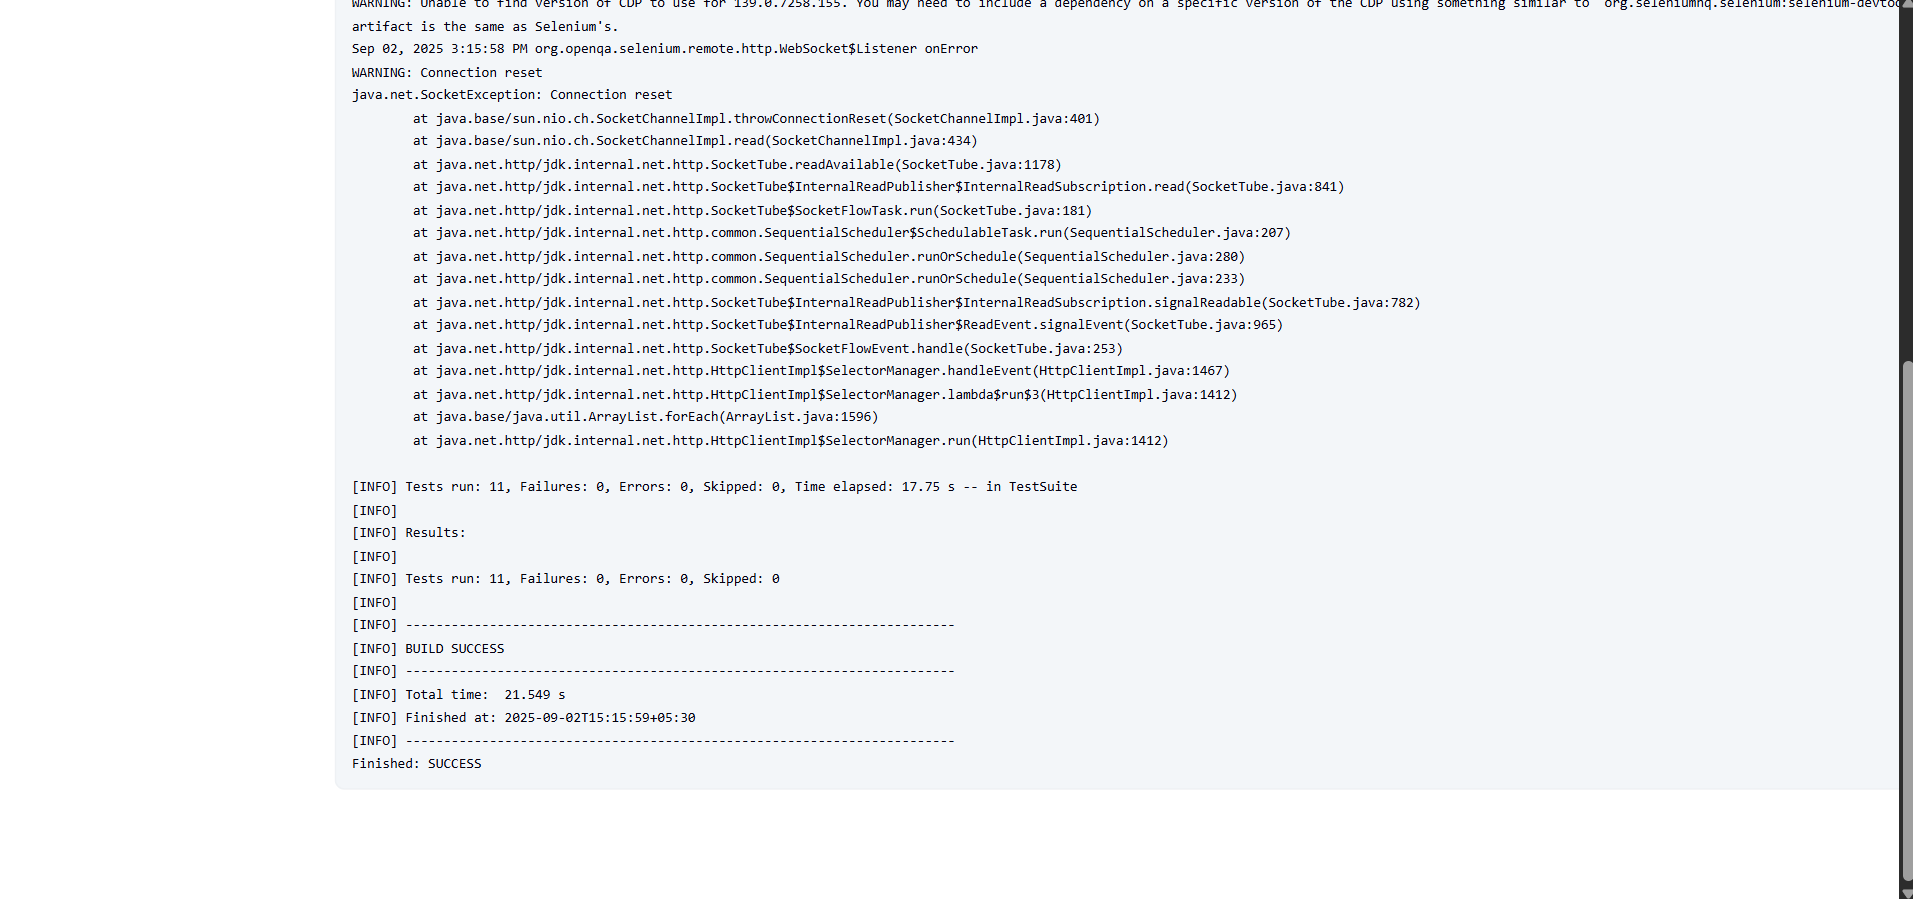 WARNING: Unable to find version of CDP to use for 139.0.7258.155. You may need to include a dependency on a specific version of the CDP using something similar to `org.seleniumhq.selenium:selenium-devtoo
artifact is the same as Selenium's.
Sep 02, 2025 3:15:58 PM org.openqa.selenium.remote.http.WebSocket$Listener onError
WARNING: Connection reset
java.net.SocketException: Connection reset
	at java.base/sun.nio.ch.SocketChannelImpl.throwConnectionReset(SocketChannelImpl.java:401)
	at java.base/sun.nio.ch.SocketChannelImpl.read(SocketChannelImpl.java:434)
	at java.net.http/jdk.internal.net.http.SocketTube.readAvailable(SocketTube.java:1178)
	at java.net.http/jdk.internal.net.http.SocketTube$InternalReadPublisher$InternalReadSubscription.read(SocketTube.java:841)
	at java.net.http/jdk.internal.net.http.SocketTube$SocketFlowTask.run(SocketTube.java:181)
	at java.net.http/jdk.internal.net.http.common.SequentialScheduler$SchedulableTask.run(SequentialScheduler.java:207)
	at java.net.http/jdk.internal.net.http.common.SequentialScheduler.runOrSchedule(SequentialScheduler.java:280)
	at java.net.http/jdk.internal.net.http.common.SequentialScheduler.runOrSchedule(SequentialScheduler.java:233)
	at java.net.http/jdk.internal.net.http.SocketTube$InternalReadPublisher$InternalReadSubscription.signalReadable(SocketTube.java:782)
	at java.net.http/jdk.internal.net.http.SocketTube$InternalReadPublisher$ReadEvent.signalEvent(SocketTube.java:965)
	at java.net.http/jdk.internal.net.http.SocketTube$SocketFlowEvent.handle(SocketTube.java:253)
	at java.net.http/jdk.internal.net.http.HttpClientImpl$SelectorManager.handleEvent(HttpClientImpl.java:1467)
	at java.net.http/jdk.internal.net.http.HttpClientImpl$SelectorManager.lambda$run$3(HttpClientImpl.java:1412)
	at java.base/java.util.ArrayList.forEach(ArrayList.java:1596)
	at java.net.http/jdk.internal.net.http.HttpClientImpl$SelectorManager.run(HttpClientImpl.java:1412)

[INFO] Tests run: 11, Failures: 0, Errors: 0, Skipped: 0, Time elapsed: 17.75 s -- in TestSuite
[INFO]
[INFO] Results:
[INFO]
[INFO] Tests run: 11, Failures: 0, Errors: 0, Skipped: 0
[INFO]
[INFO] ------------------------------------------------------------------------
[INFO] BUILD SUCCESS
[INFO] ------------------------------------------------------------------------
[INFO] Total time:  21.549 s
[INFO] Finished at: 2025-09-02T15:15:59+05:30
[INFO] ------------------------------------------------------------------------
Finished: SUCCESS